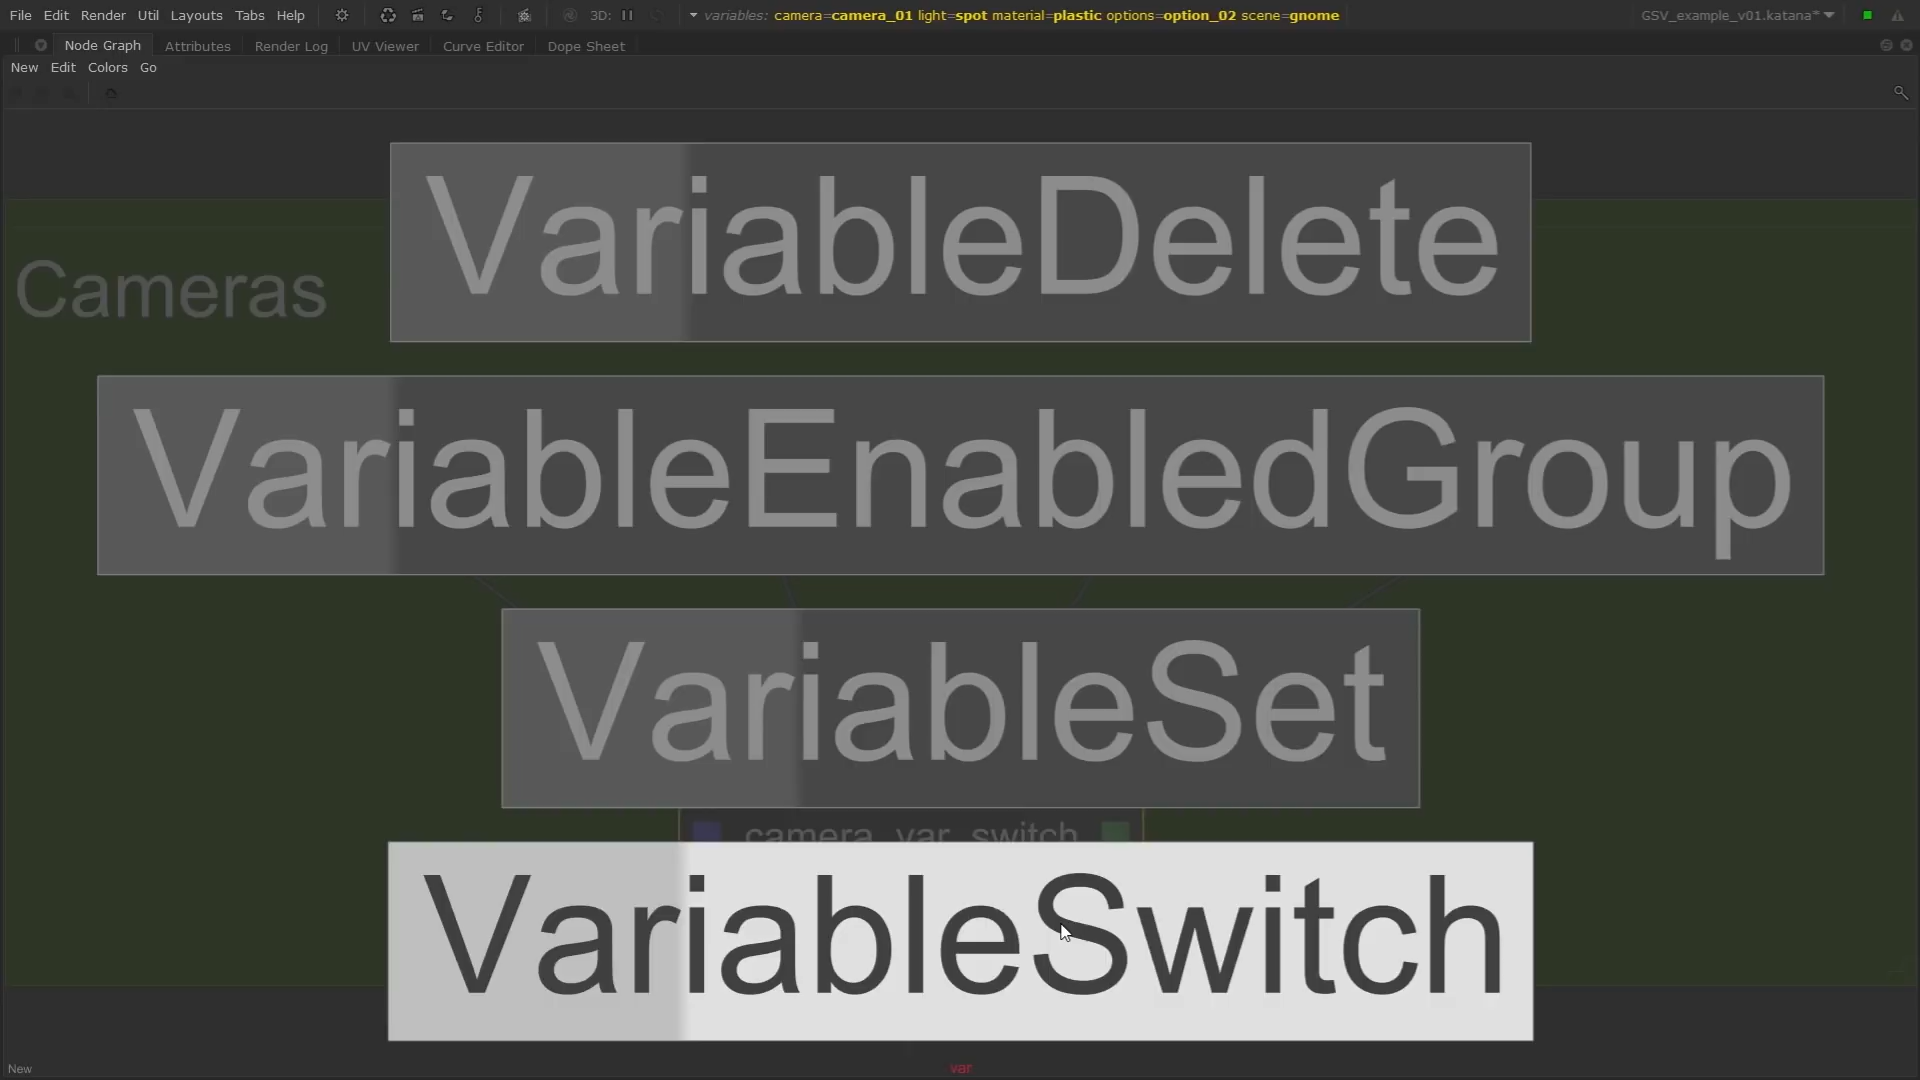 File Edit Render Util Layouts Tabs Help 3D: variables: camera=camera_01 light=spot material=plastic options=option_02 scene=gnome GSV_example_v01.katana*
Node Graph Attributes Render Log UV Viewer Curve Editor Dope Sheet
New Edit Colors Go
VariableDelete
Cameras
VariableEnabledGroup
VariableSet
camera_var_switch
VariableSwitch
New var